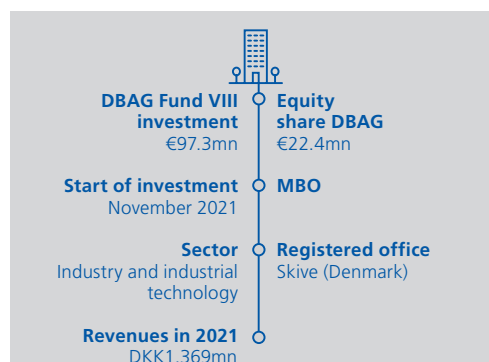 DBAG Fund VIII
investment
€97.3mn
Equity
share DBAG
€22.4mn
Start of investment
November 2021
MBO
Sector
Industry and industrial
technology
Registered office
Skive (Denmark)
Revenues in 2021
DKK1,369mn